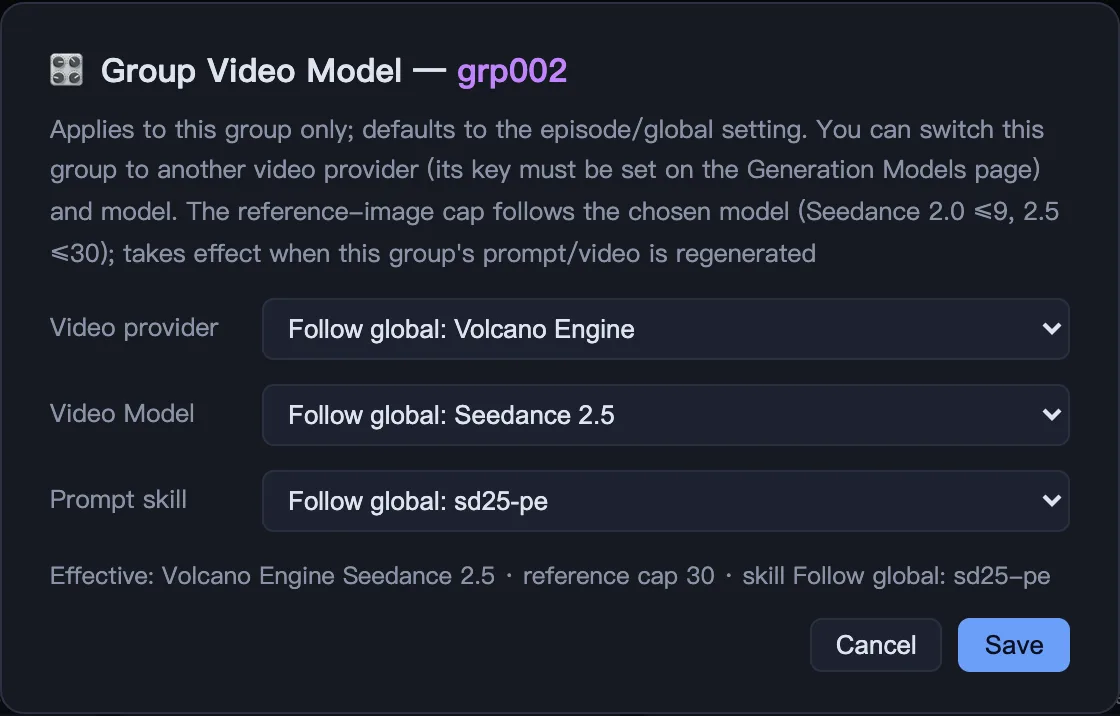 Group Video Model — grp002
Applies to this group only; defaults to the episode/global setting. You can switch this
group to another video provider (its key must be set on the Generation Models page)
and model. The reference-image cap follows the chosen model (Seedance 2.0 ≤9, 2.5
≤30); takes effect when this group's prompt/video is regenerated
Video provider
Follow global: Volcano Engine
Video Model
Follow global: Seedance 2.5
Prompt skill
Follow global: sd25-pe
Effective: Volcano Engine Seedance 2.5 · reference cap 30 · skill Follow global: sd25-pe
Cancel
Save